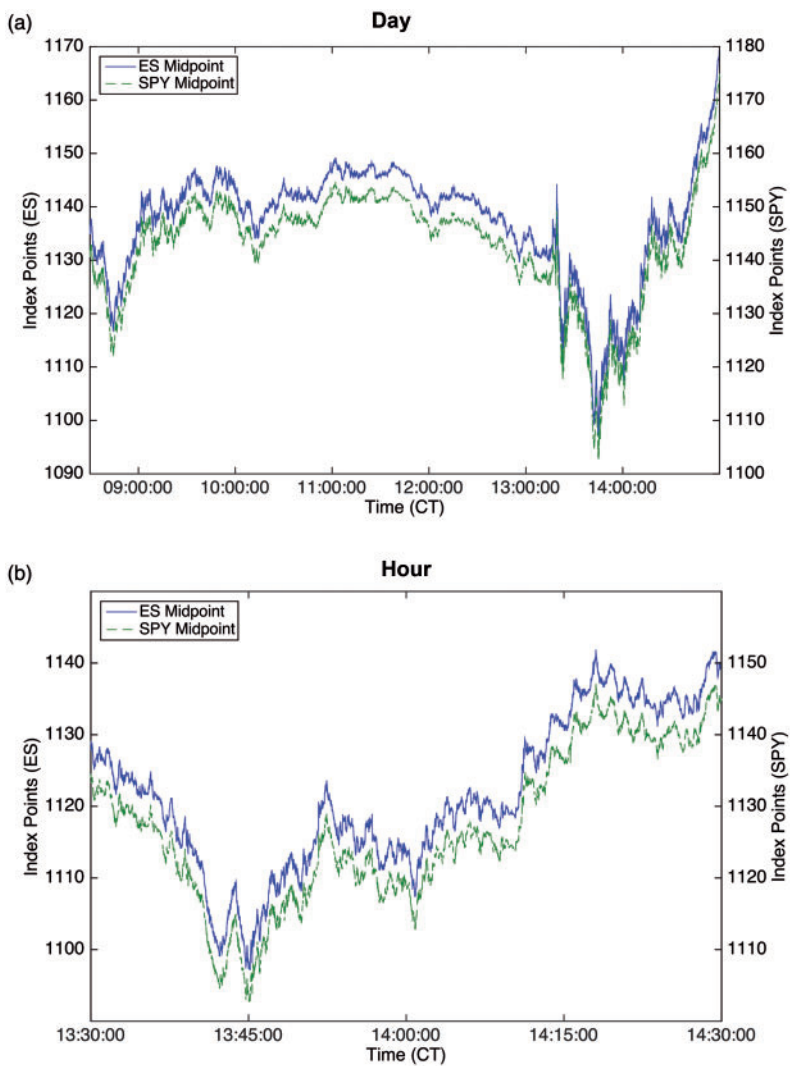 (a)
Day
1170
1160
1150
1140
1130
1120
1110
1100
1090
Index Points (ES)
ES Midpoint
SPY Midpoint
1180
1170
1160
1150
1140
1130
1120
1110
1100
Index Points (SPY)
09:00:00 10:00:00 11:00:00 12:00:00 13:00:00 14:00:00
Time (CT)
(b)
Hour
1140
1130
1120
1110
1100
1090
Index Points (ES)
ES Midpoint
SPY Midpoint
1150
1140
1130
1120
1110
Index Points (SPY)
13:30:00 13:45:00 14:00:00 14:15:00 14:30:00
Time (CT)